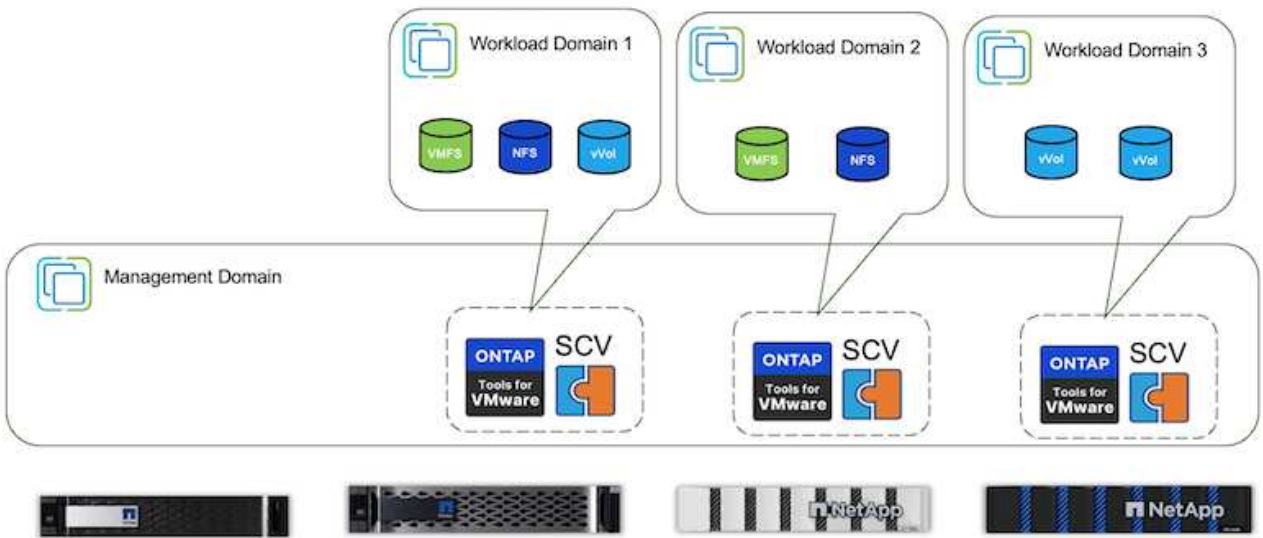 Workload Domain 1
VMFS
NFS
vVol
Workload Domain 2
VMFS
NFS
Workload Domain 3
vVol
vVol
Management Domain
ONTAP
Tools for
VMware
SCV
ONTAP
Tools for
VMware
SCV
ONTAP
Tools for
VMware
SCV
NetApp
NetApp